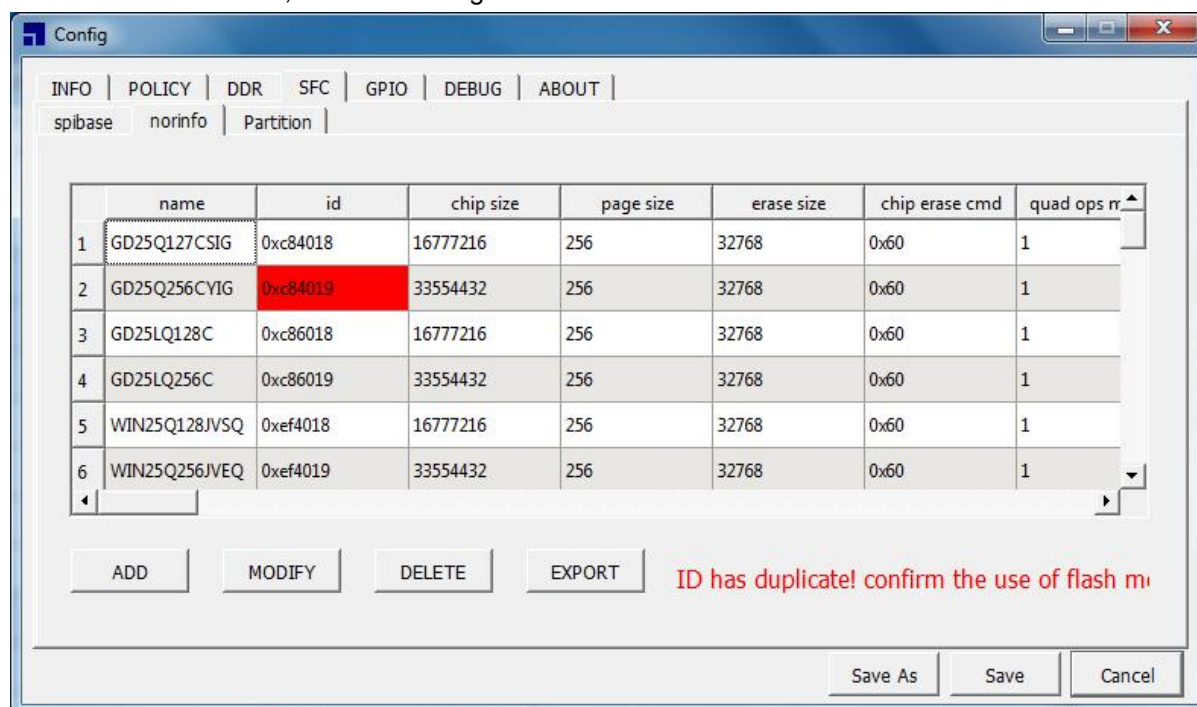 Config
INFO POLICY DDR SFC GPIO DEBUG ABOUT
spibase norinfo Partition
name id chip size page size erase size chip erase cmd quad ops
1 GD25Q127CSIG 0xc84018 16777216 256 32768 0x60 1
2 GD25Q256CYIG 0xc84019 33554432 256 32768 0x60 1
3 GD25LQ128C 0xc86018 16777216 256 32768 0x60 1
4 GD25LQ256C 0xc86019 33554432 256 32768 0x60 1
5 WIN25Q128JVSQ 0xef4018 16777216 256 32768 0x60 1
6 WIN25Q256JVEQ 0xef4019 33554432 256 32768 0x60 1
ADD MODIFY DELETE EXPORT ID has duplicate! confirm the use of flash
Save As Save Cancel